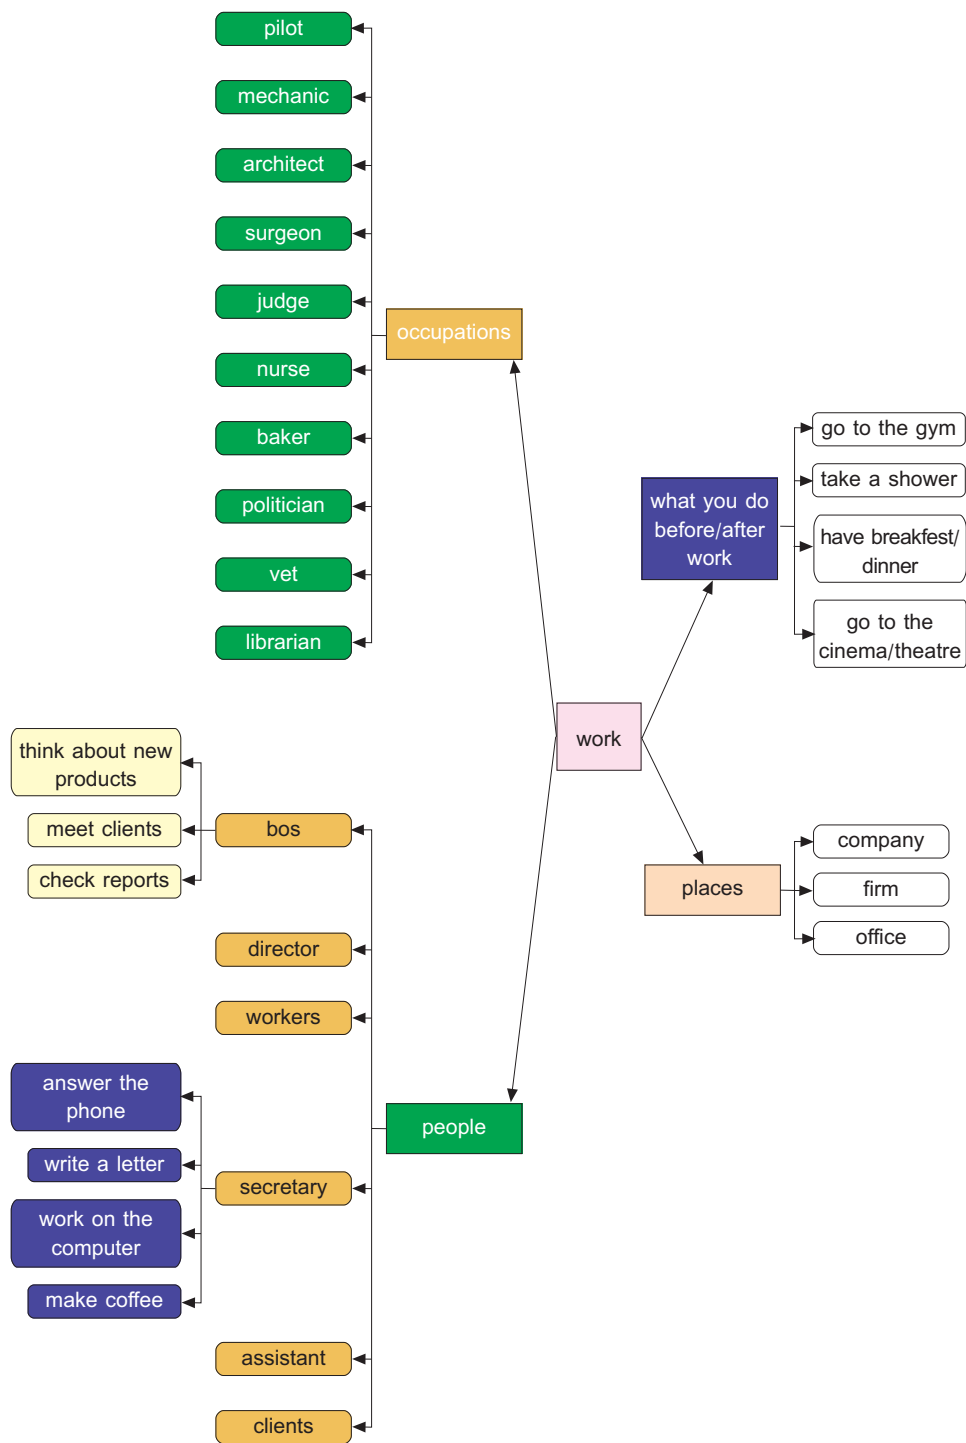 pilot
mechanic
architect
surgeon
judge
nurse
baker
politician
vet
librarian
occupations
what you do
before/after
work
go to the gym
take a shower
have breakfest/
dinner
go to the
cinema/theatre
work
places
company
firm
office
people
bos
think about new
products
meet clients
check reports
director
workers
secretary
answer the
phone
write a letter
work on the
computer
make coffee
assistant
clients